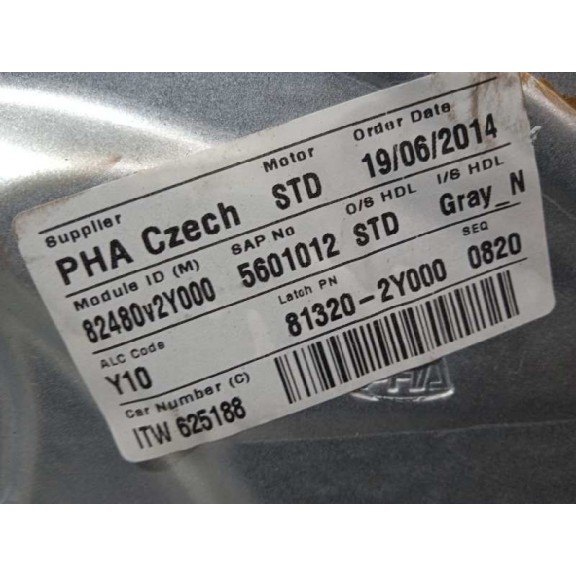 Supplier Motor Order Date
PHA Czech STD 19/06/2014
Module ID (M) SAP No O/S HDL I/S HDL
82480v2Y000 5601012 STD Gray_N
ALC Code Latch PN SEQ
Y10 81320-2Y000 0820
Car Number (C)
ITW 625188
PHA